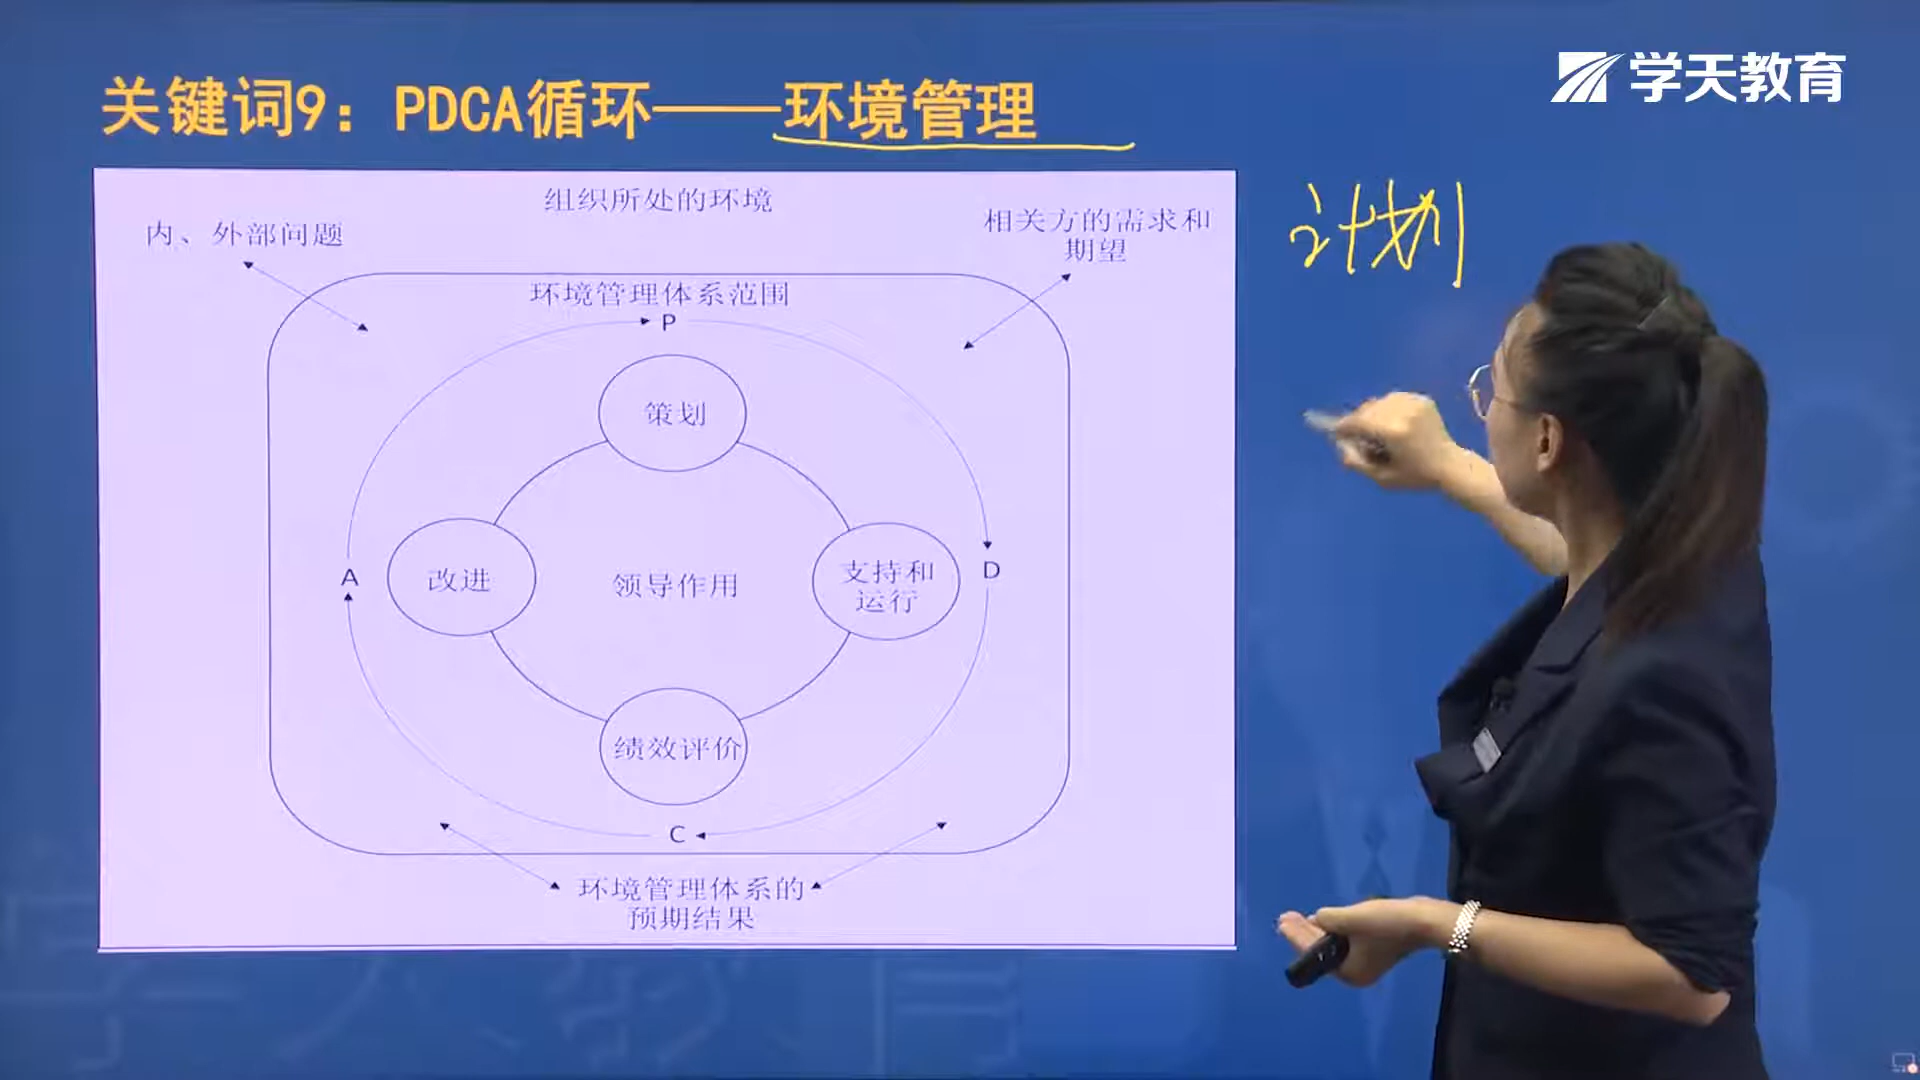 学天教育
关键词9：PDCA循环——环境管理
计划
组织所处的环境
内、外部问题
相关方的需求和
期望
环境管理体系范围
P
策划
A
改进
领导作用
支持和
运行
D
绩效评价
C
环境管理体系的
预期结果